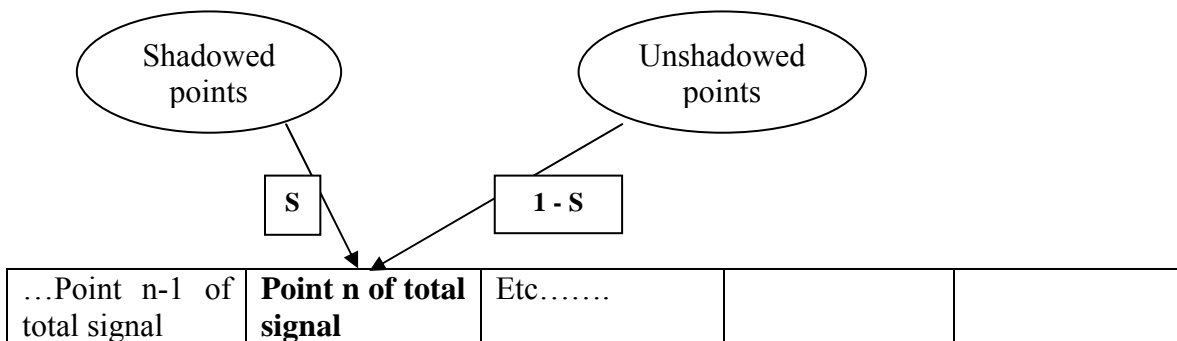 Shadowed
points
Unshadowed
points
S
1 - S
…Point n-1 of
total signal
Point n of total
signal
Etc…….